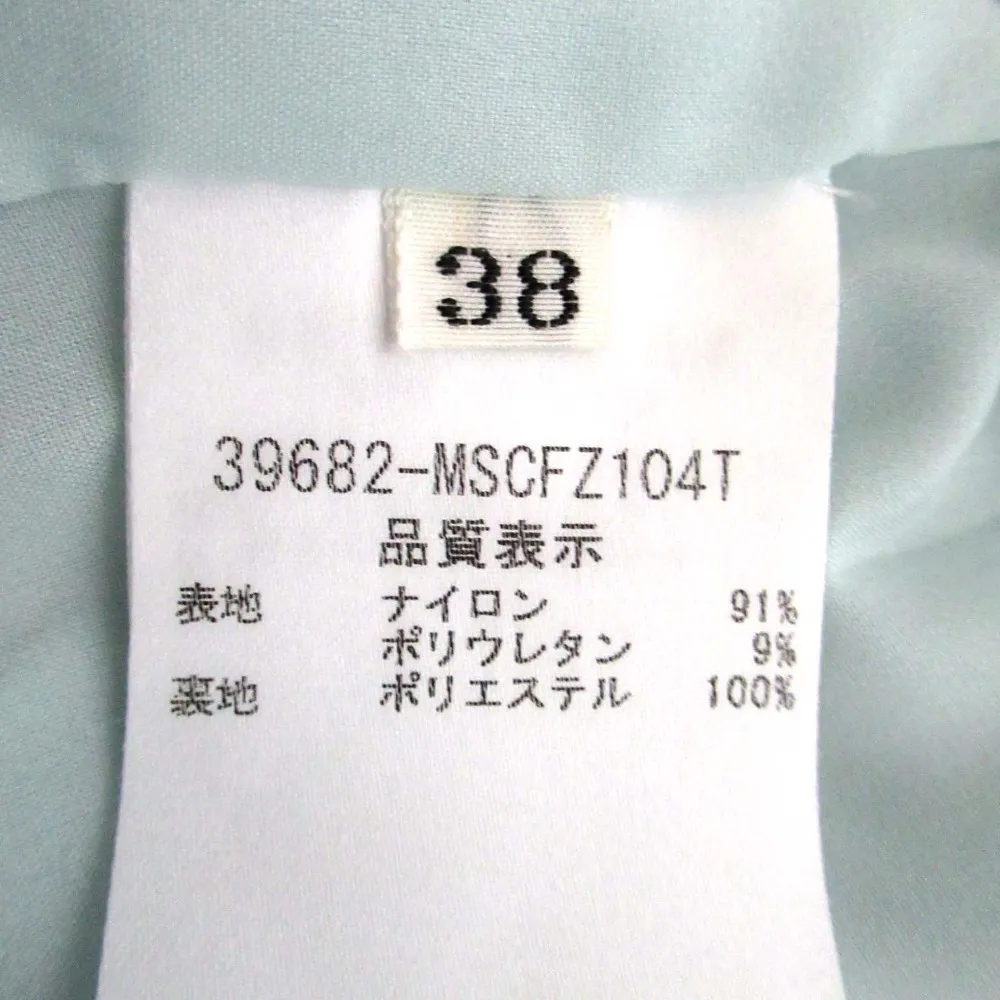 38
39682-MSCFZ104T
品質表示
表地 ナイロン 91%
ポリウレタン 9%
裏地 ポリエステル 100%